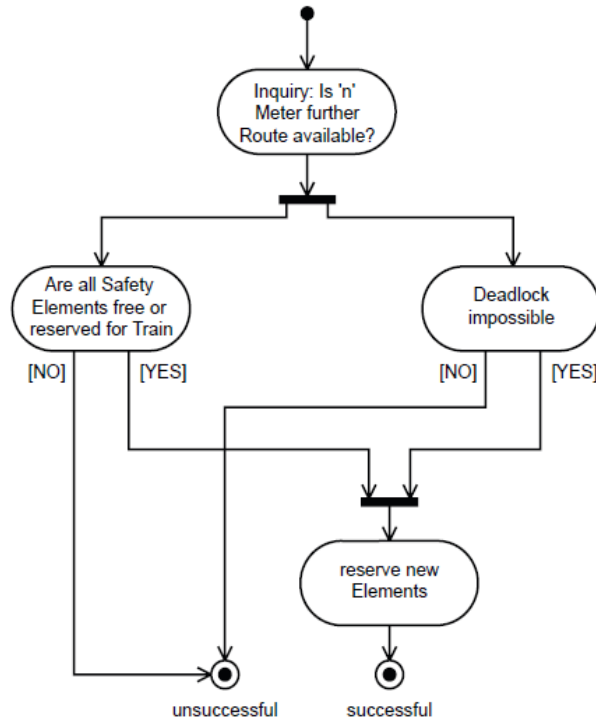 Inquiry: Is 'n'
Meter further
Route available?
Are all Safety
Elements free or
reserved for Train
Deadlock
impossible
[NO]
[YES]
[NO]
[YES]
reserve new
Elements
unsuccessful
successful